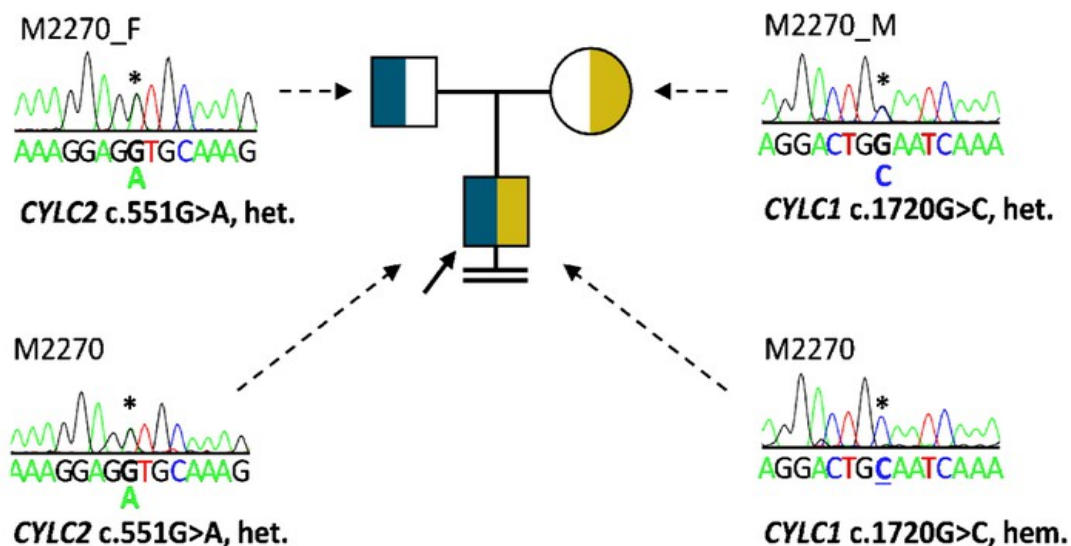 M2270_F
*
AAAGGAGGTGCAAAG
A
CYLC2 c.551G>A, het.
M2270_M
*
AGGACTGGAATCAAA
C
CYLC1 c.1720G>C, het.
M2270
*
AAAGGAGGTGCAAAG
A
CYLC2 c.551G>A, het.
M2270
*
AGGACTGCAATCAAA
CYLC1 c.1720G>C, hem.